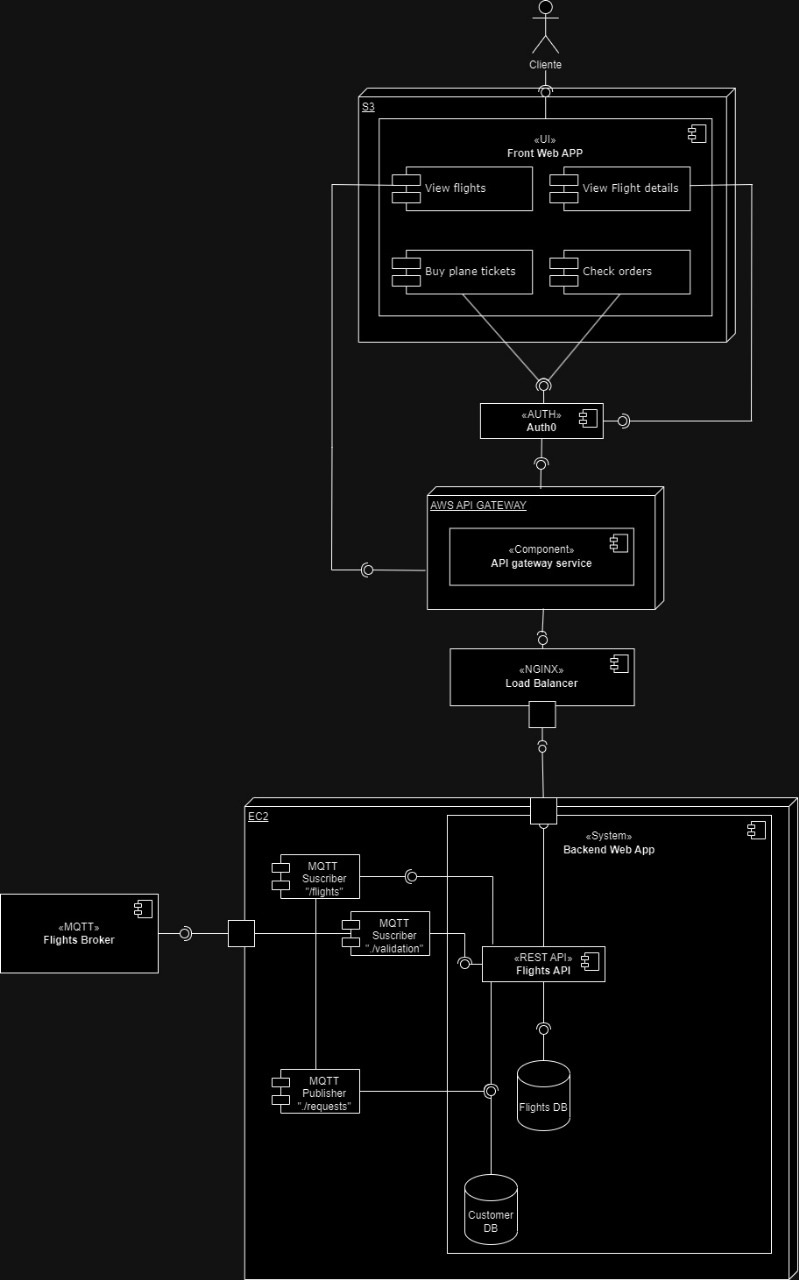 Cliente
S3
«UI»
Front Web APP
View flights
View Flight details
Buy plane tickets
Check orders
«AUTH»
Auth0
AWS API GATEWAY
«Component»
API gateway service
«NGINX»
Load Balancer
EC2
«System»
Backend Web App
MQTT
Suscriber
"/flights"
MQTT
Suscriber
"./validation"
«MQTT»
Flights Broker
«REST API»
Flights API
MQTT
Publisher
"./requests"
Flights DB
Customer
DB